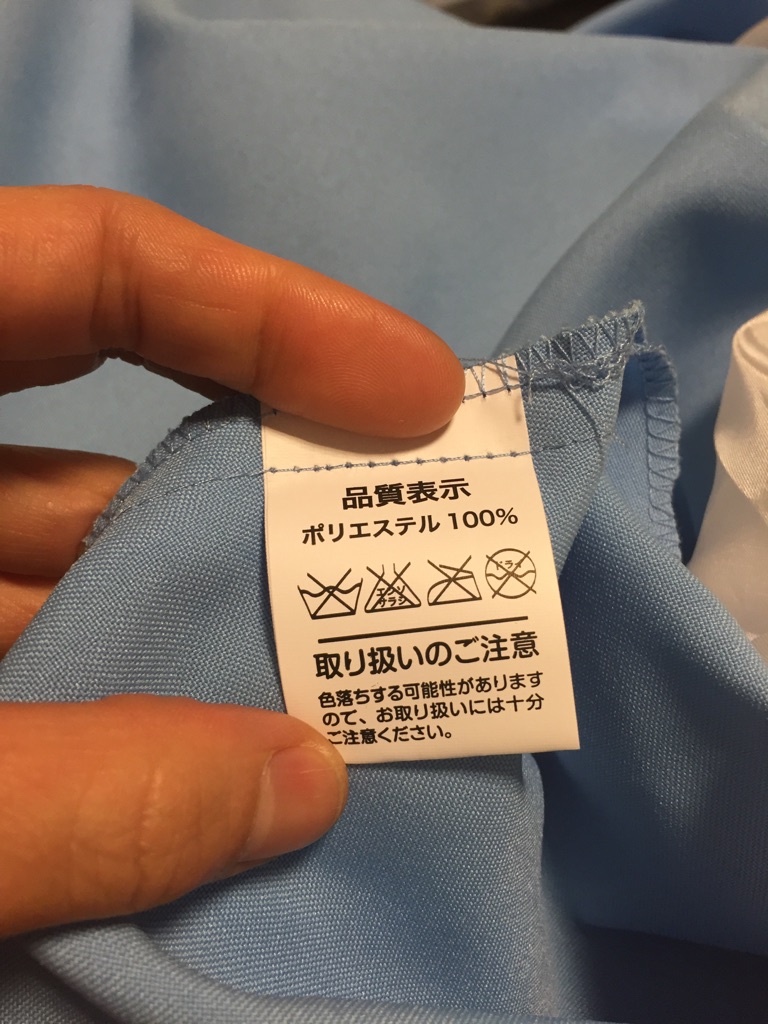 品質表示
ポリエステル 100%
エンソ
サラシ
ドライ
取り扱いのご注意
色落ちする可能性があります
ので、お取り扱いには十分
ご注意ください。